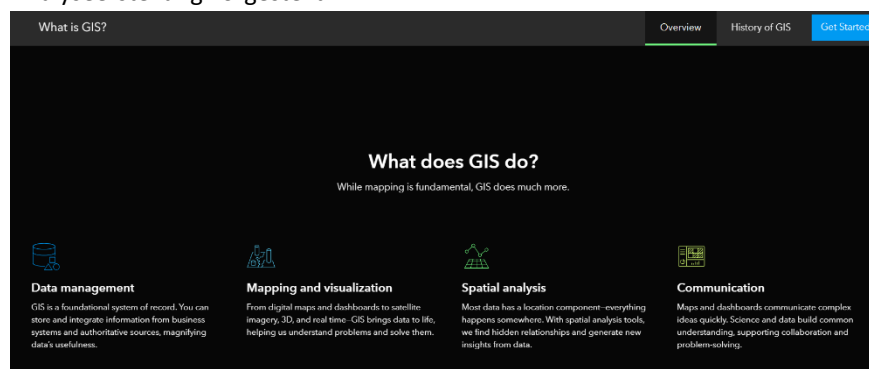 What is GIS?
Overview
History of GIS
Get Started
What does GIS do?
While mapping is fundamental, GIS does much more.
Data management
GIS is a foundational system of record. You can
store and integrate information from business
systems and authoritative sources, magnifying
data's usefulness.
Mapping and visualization
From digital maps and dashboards to satellite
imagery, 3D, and real time–GIS brings data to life,
helping us understand problems and solve them.
Spatial analysis
Most data has a location component–everything
happens somewhere. With spatial analysis tools,
we find hidden relationships and generate new
insights from data.
Communication
Maps and dashboards communicate complex
ideas quickly. Science and data build common
understanding, supporting collaboration and
problem-solving.